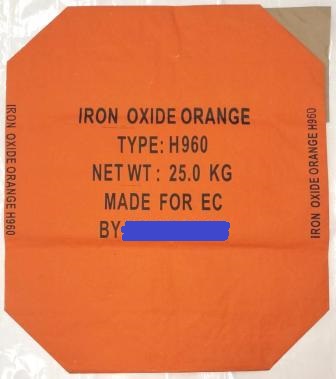 IRON OXIDE ORANGE
TYPE: H960
NET WT: 25.0 KG
MADE FOR EC
BY
IRON OXIDE ORANGE H960
IRON OXIDE ORANGE H960